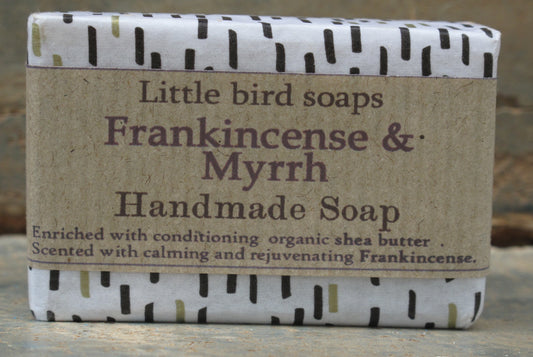 Little bird soaps
Frankincense &
Myrrh
Handmade Soap
Enriched with conditioning organic shea butter .
Scented with calming and rejuvenating Frankincense.